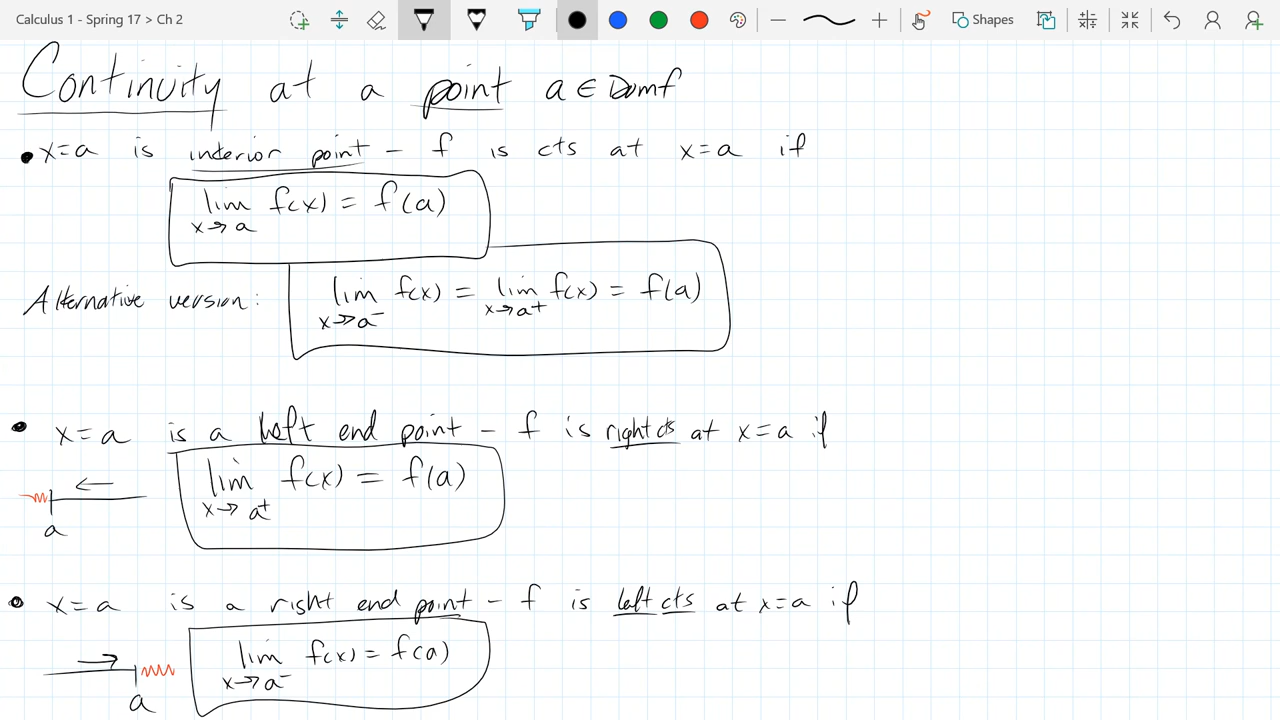 Calculus 1 - Spring 17 > Ch 2
Shapes
Continuity at a point a ∈ Dom f
• x=a is interior point - f is cts at x=a if
lim x→a f(x) = f(a)
Alternative version: lim x→a⁻ f(x) = lim x→a⁺ f(x) = f(a)
• x=a is a left end point - f is right cts at x=a if
lim x→a⁺ f(x) = f(a)
a
• x=a is a right end point - f is left cts at x=a if
lim x→a⁻ f(x) = f(a)
a